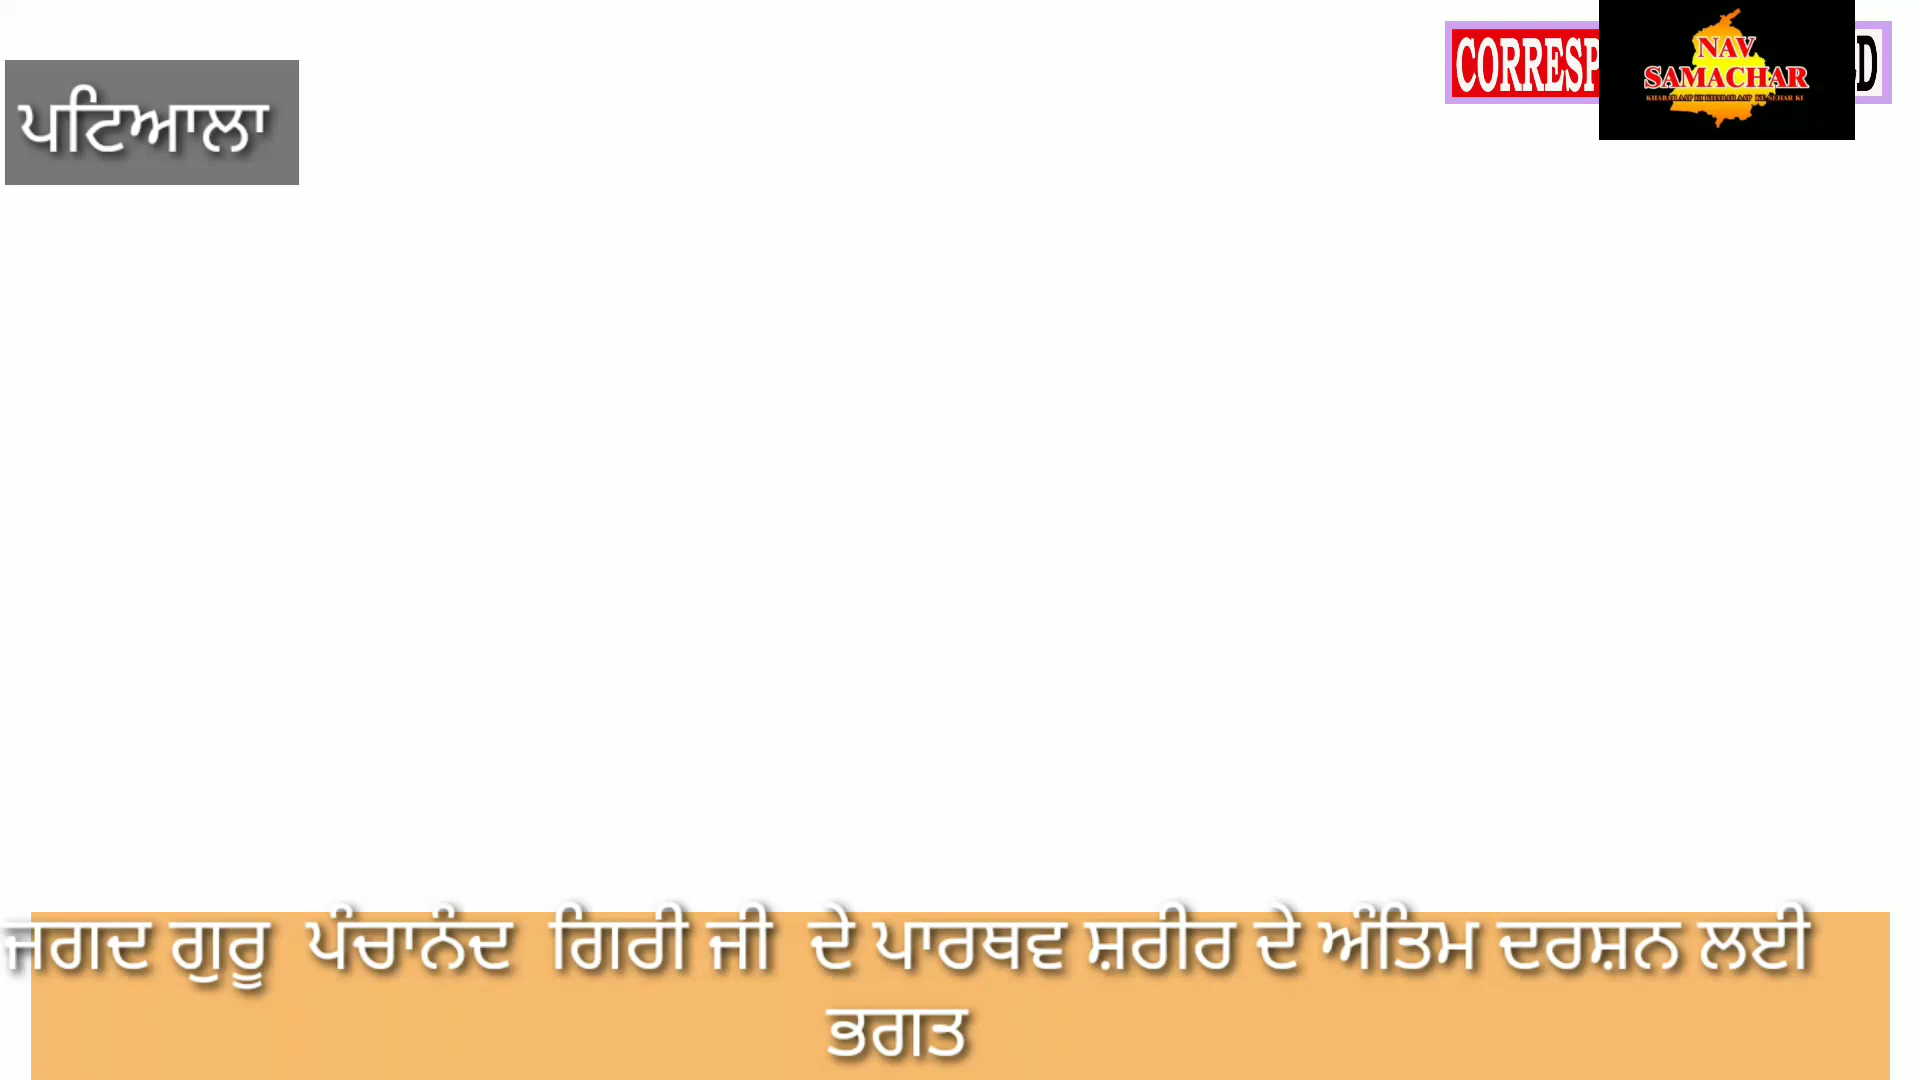 CORRESP
NAV
SAMACHAR
ਪਟਿਆਲਾ
ਜਗਦ ਗੁਰੂ ਪੰਚਾਨੰਦ ਗਿਰੀ ਜੀ ਦੇ ਪਾਰਥਵ ਸ਼ਰੀਰ ਦੇ ਅੰਤਿਮ ਦਰਸ਼ਨ ਲਈ
ਭਗਤ